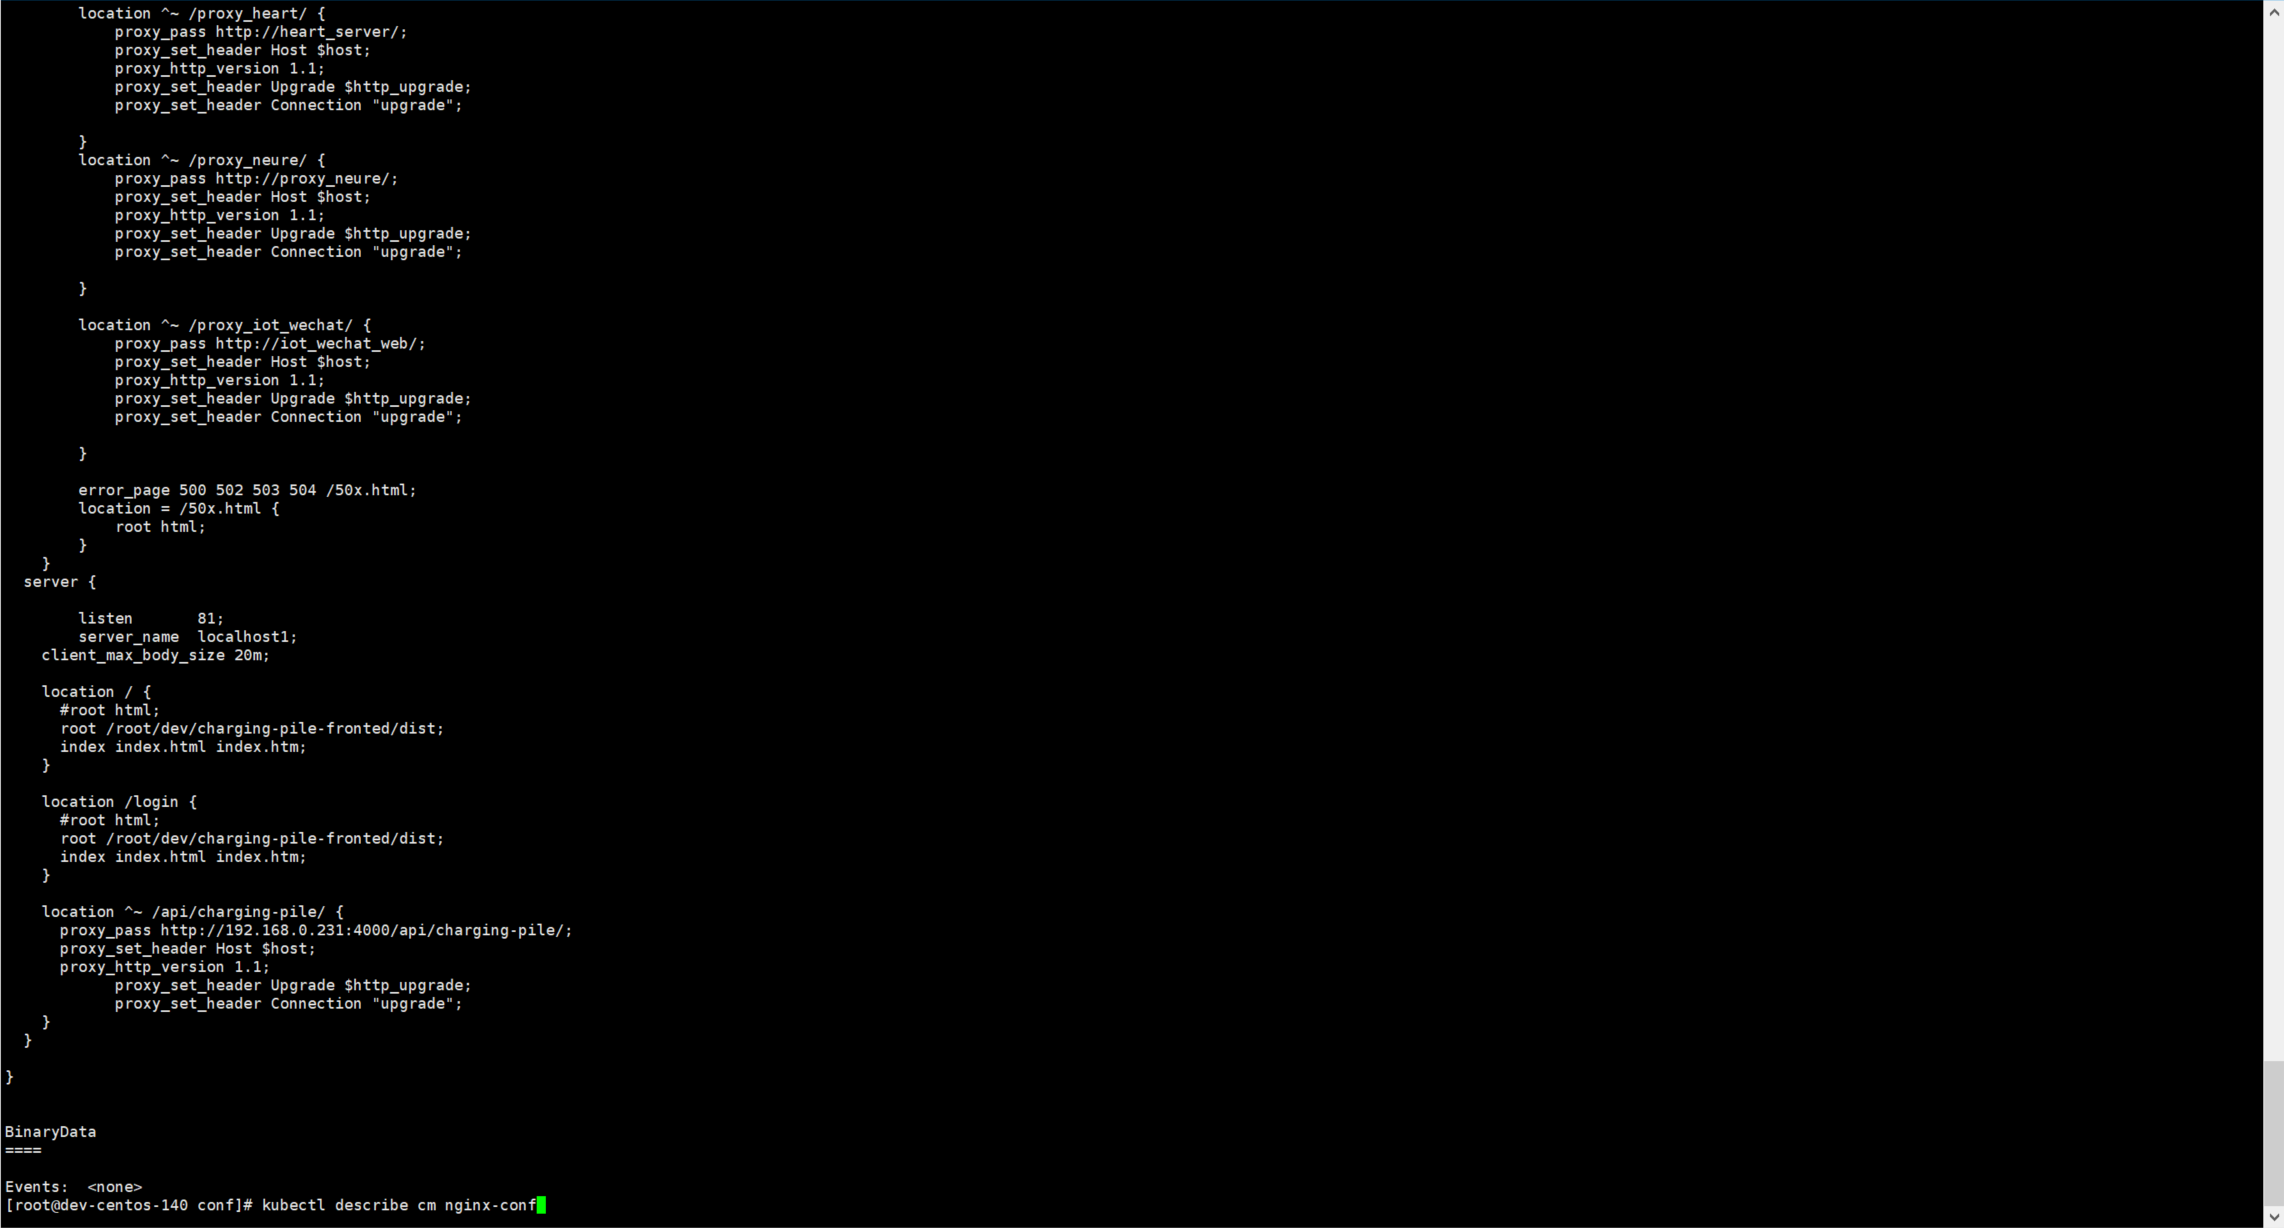 location ^~ /proxy_heart/ {
proxy_pass http://heart_server/;
proxy_set_header Host $host;
proxy_http_version 1.1;
proxy_set_header Upgrade $http_upgrade;
proxy_set_header Connection "upgrade";
}
location ^~ /proxy_neure/ {
proxy_pass http://proxy_neure/;
proxy_set_header Host $host;
proxy_http_version 1.1;
proxy_set_header Upgrade $http_upgrade;
proxy_set_header Connection "upgrade";
}
location ^~ /proxy_iot_wechat/ {
proxy_pass http://iot_wechat_web/;
proxy_set_header Host $host;
proxy_http_version 1.1;
proxy_set_header Upgrade $http_upgrade;
proxy_set_header Connection "upgrade";
}
error_page 500 502 503 504 /50x.html;
location = /50x.html {
root html;
}
}
server {
listen       81;
server_name  localhost1;
client_max_body_size 20m;
location / {
#root html;
root /root/dev/charging-pile-fronted/dist;
index index.html index.htm;
}
location /login {
#root html;
root /root/dev/charging-pile-fronted/dist;
index index.html index.htm;
}
location ^~ /api/charging-pile/ {
proxy_pass http://192.168.0.231:4000/api/charging-pile/;
proxy_set_header Host $host;
proxy_http_version 1.1;
proxy_set_header Upgrade $http_upgrade;
proxy_set_header Connection "upgrade";
}
}
}
BinaryData
====
Events:  <none>
[root@dev-centos-140 conf]# kubectl describe cm nginx-conf